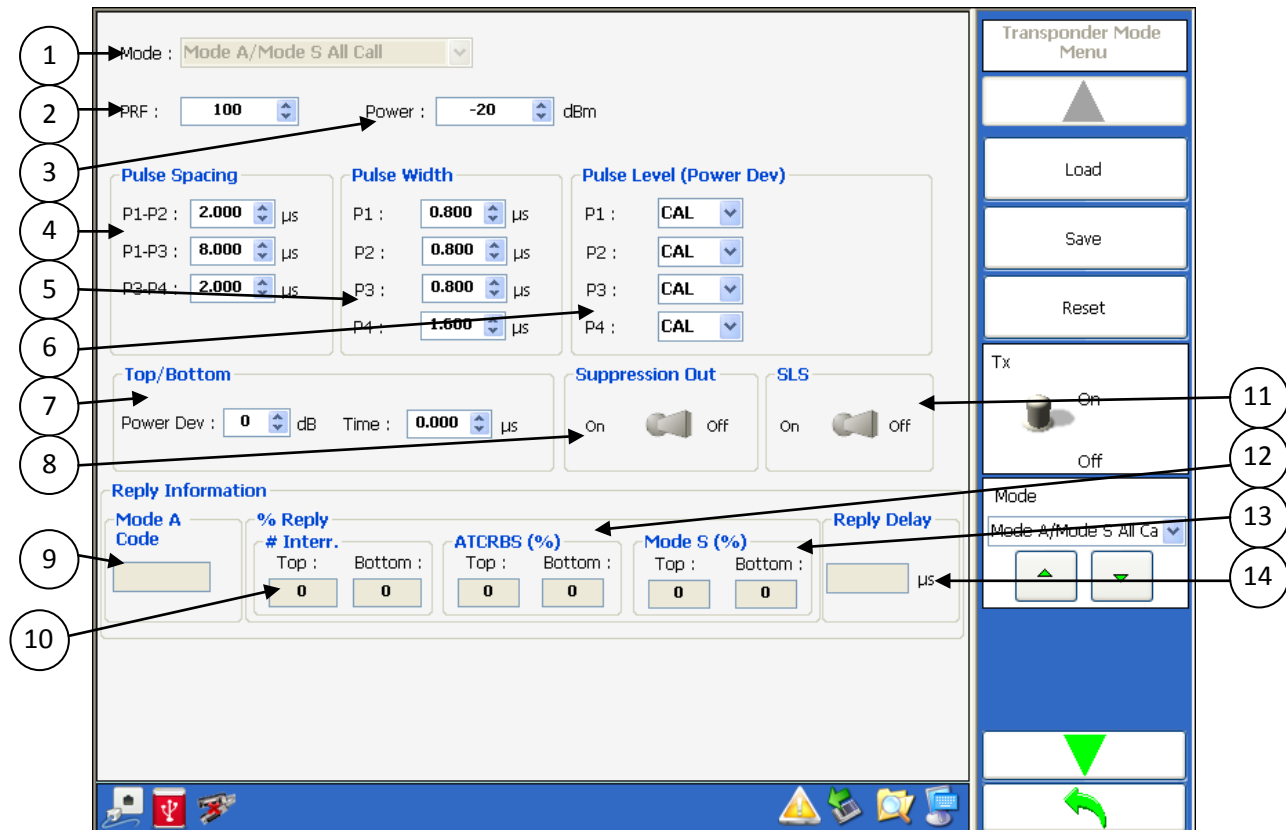 1
Mode : Mode A/Mode S All Call
2
PRF : 100 Power : -20 dBm
3
Pulse Spacing
P1-P2 : 2.000 µs
P1-P3 : 8.000 µs
P3-P4 : 2.000 µs
4
Pulse Width
P1 : 0.800 µs
P2 : 0.800 µs
P3 : 0.800 µs
P4 : 1.600 µs
5
Pulse Level (Power Dev)
P1 : CAL
P2 : CAL
P3 : CAL
P4 : CAL
6
Top/Bottom
Power Dev : 0 dB Time : 0.000 µs
7
Suppression Out
On Off
8
SLS
On Off
11
Reply Information
Mode A
Code
9
% Reply
# Interr.
Top : Bottom :
0 0
10
ATCRBS (%)
Top : Bottom :
0 0
12
Mode S (%)
Top : Bottom :
0 0
13
Reply Delay
µs
14
Transponder Mode
Menu
Load
Save
Reset
Tx
On
Off
Mode
Mode A/Mode S All Ca